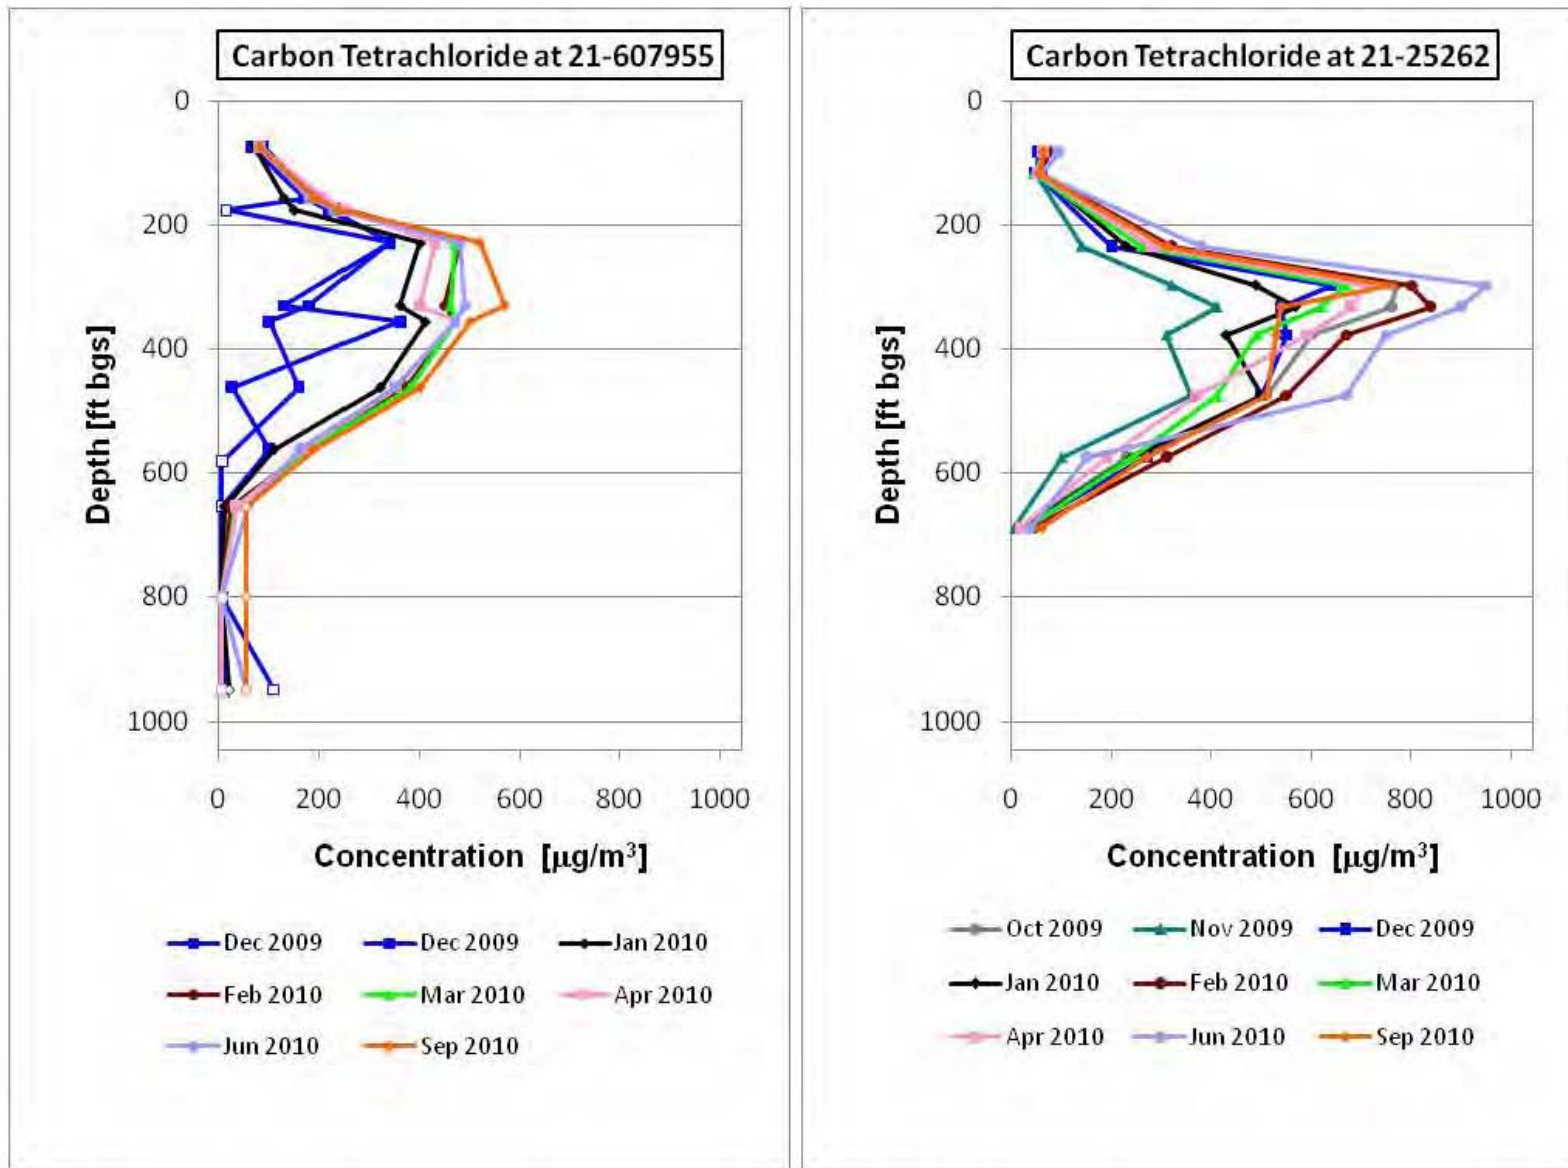 Carbon Tetrachloride at 21-607955
0
200
400
600
800
1000
Depth [ft bgs]
0 200 400 600 800 1000
Concentration [µg/m³]
Dec 2009 Dec 2009 Jan 2010
Feb 2010 Mar 2010 Apr 2010
Jun 2010 Sep 2010
Carbon Tetrachloride at 21-25262
0
200
400
600
800
1000
Depth [ft bgs]
0 200 400 600 800 1000
Concentration [µg/m³]
Oct 2009 Nov 2009 Dec 2009
Jan 2010 Feb 2010 Mar 2010
Apr 2010 Jun 2010 Sep 2010